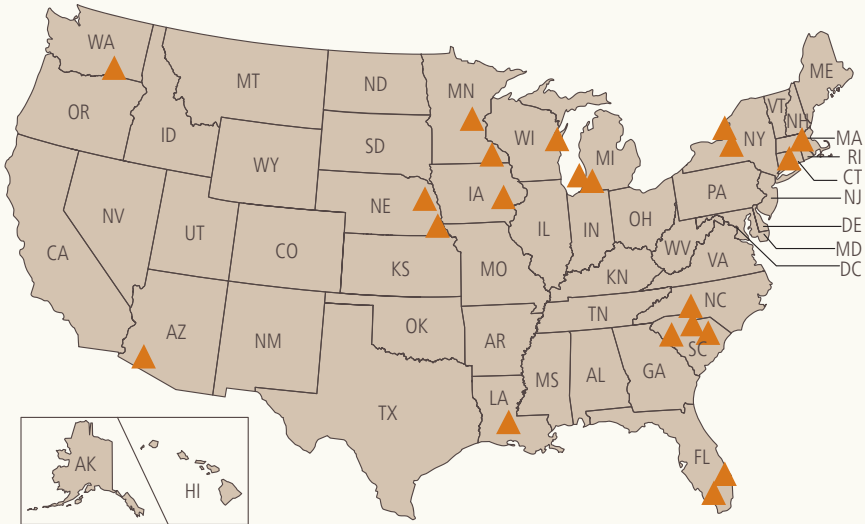 WA
MT
ND
MN
ME
VT
NH
OR
ID
SD
WI
MI
NY
MA
RI
CT
NJ
WY
IA
NE
PA
NV
UT
CO
IL
IN
OH
DE
MD
DC
CA
KS
MO
WV
VA
KN
AZ
NM
OK
AR
TN
NC
SC
TX
LA
MS
AL
GA
FL
AK
HI